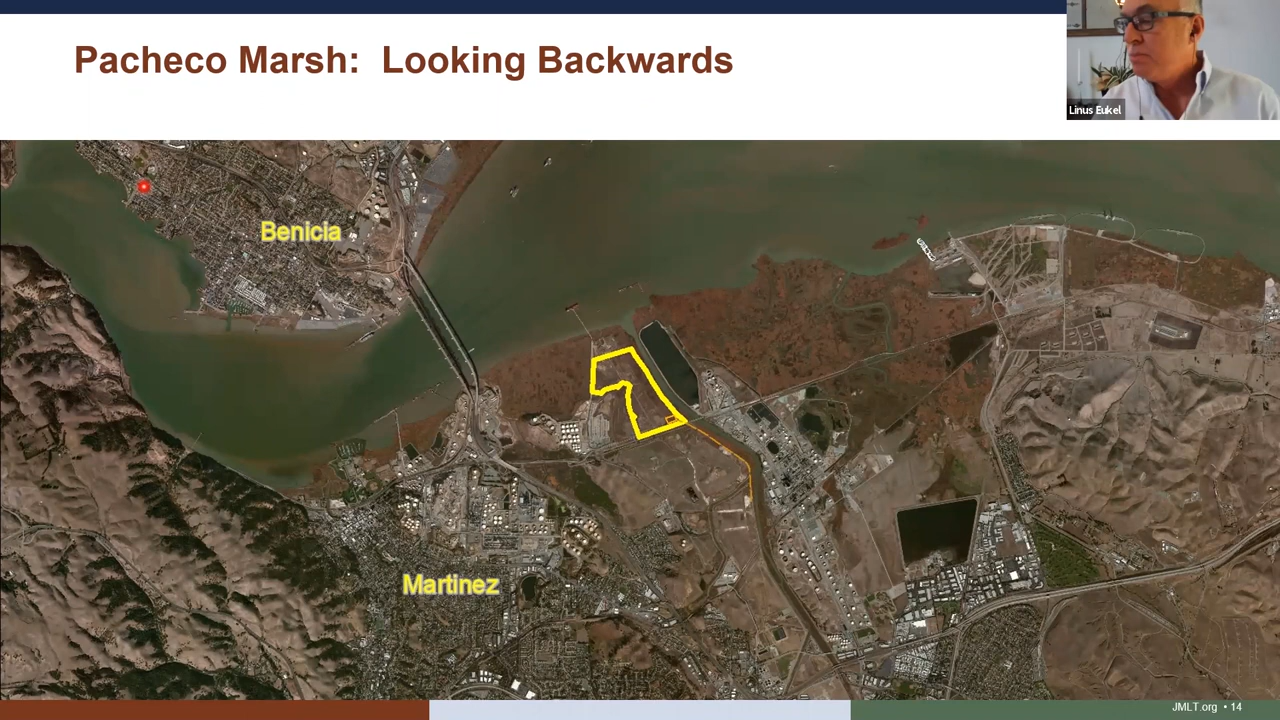 Pacheco Marsh: Looking Backwards
Linus Eukel
Benicia
Martinez
JMLT.org • 14